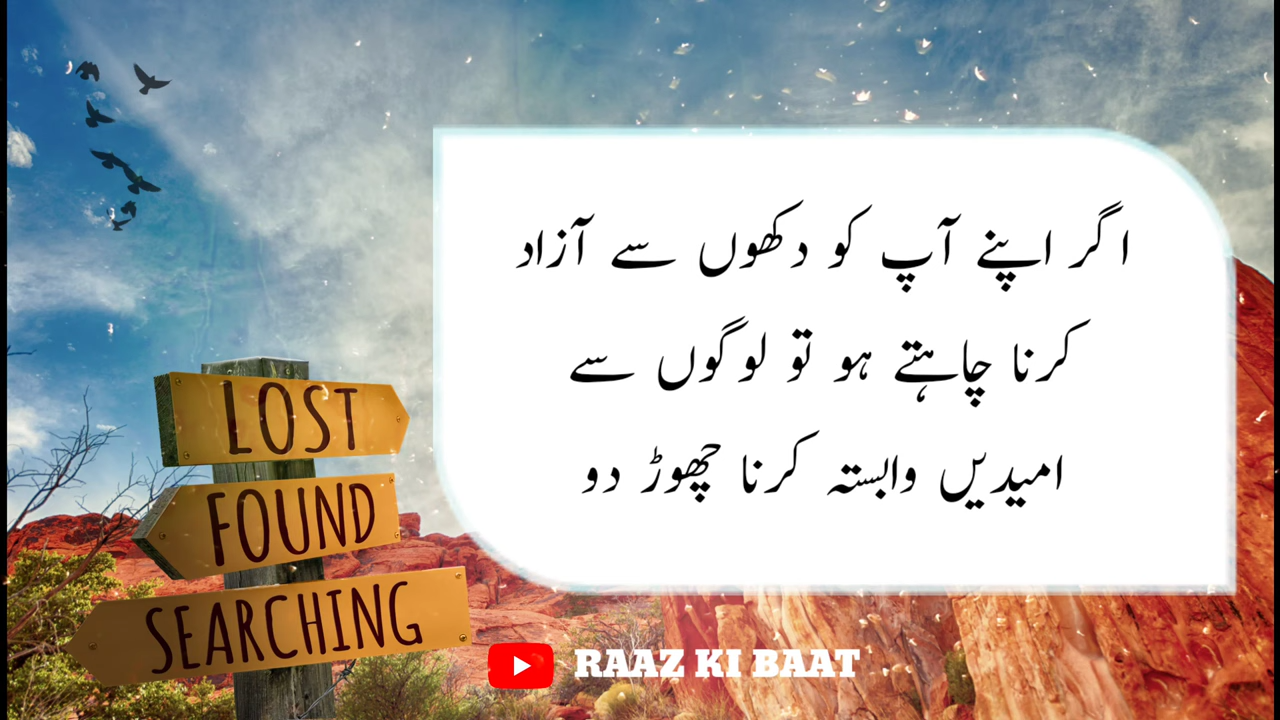 اگر اپنے آپ کو دکھوں سے آزاد
کرنا چاہتے ہو تو لوگوں سے
امیدیں وابستہ کرنا چھوڑ دو
LOST
FOUND
SEARCHING
RAAZ KI BAAT